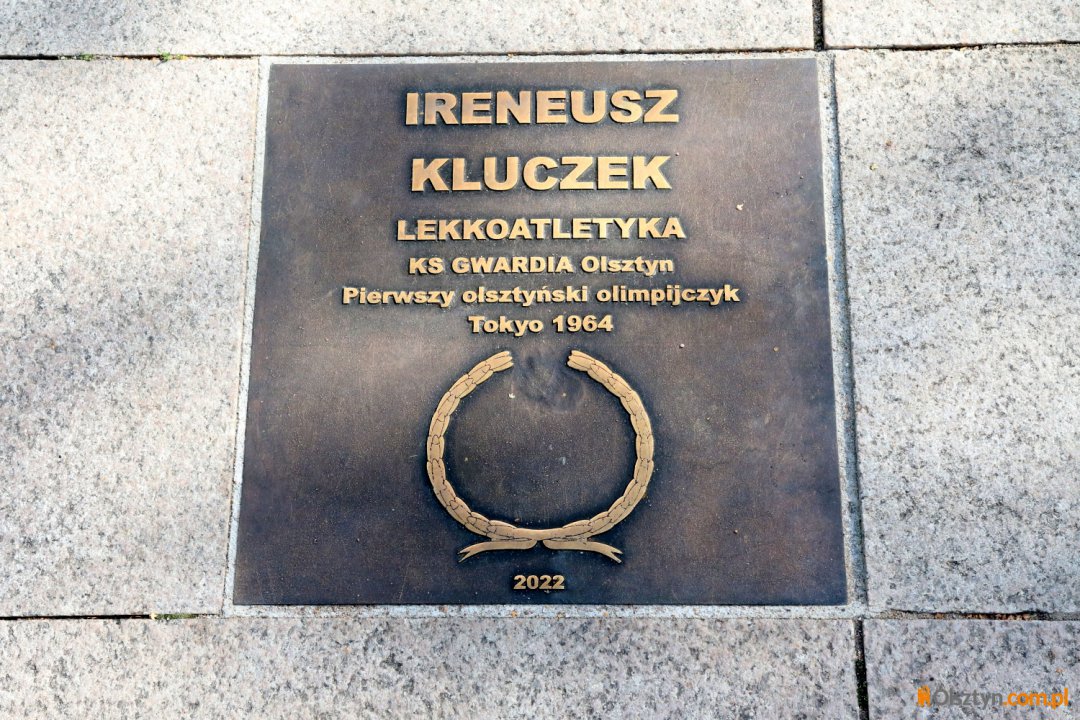 IRENEUSZ
KLUCZEK
LEKKOATLETYKA
KS GWARDIA Olsztyn
Pierwszy olsztyński olimpijczyk
Tokyo 1964
2022
Olsztyn.com.pl